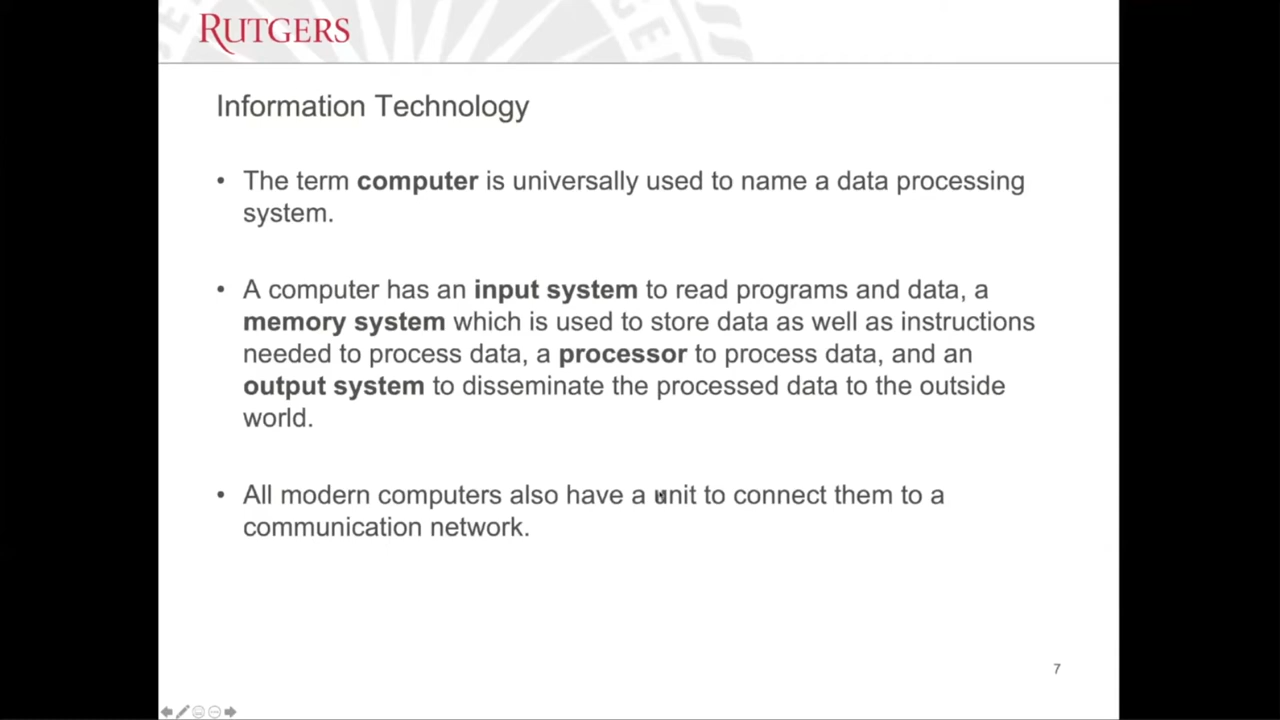 RUTGERS
Information Technology
• The term computer is universally used to name a data processing
system.
• A computer has an input system to read programs and data, a
memory system which is used to store data as well as instructions
needed to process data, a processor to process data, and an
output system to disseminate the processed data to the outside
world.
• All modern computers also have a unit to connect them to a
communication network.
7